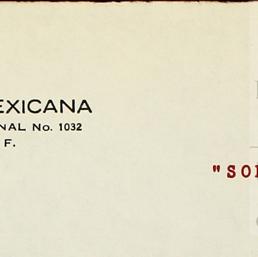 EXICANA
NAL No. 1032
F.
"SO